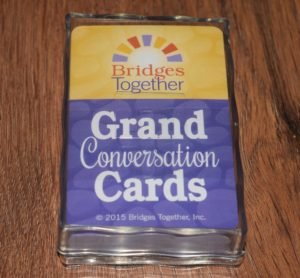 Bridges
Together
Grand
Conversation
Cards
© 2015 Bridges Together, Inc.